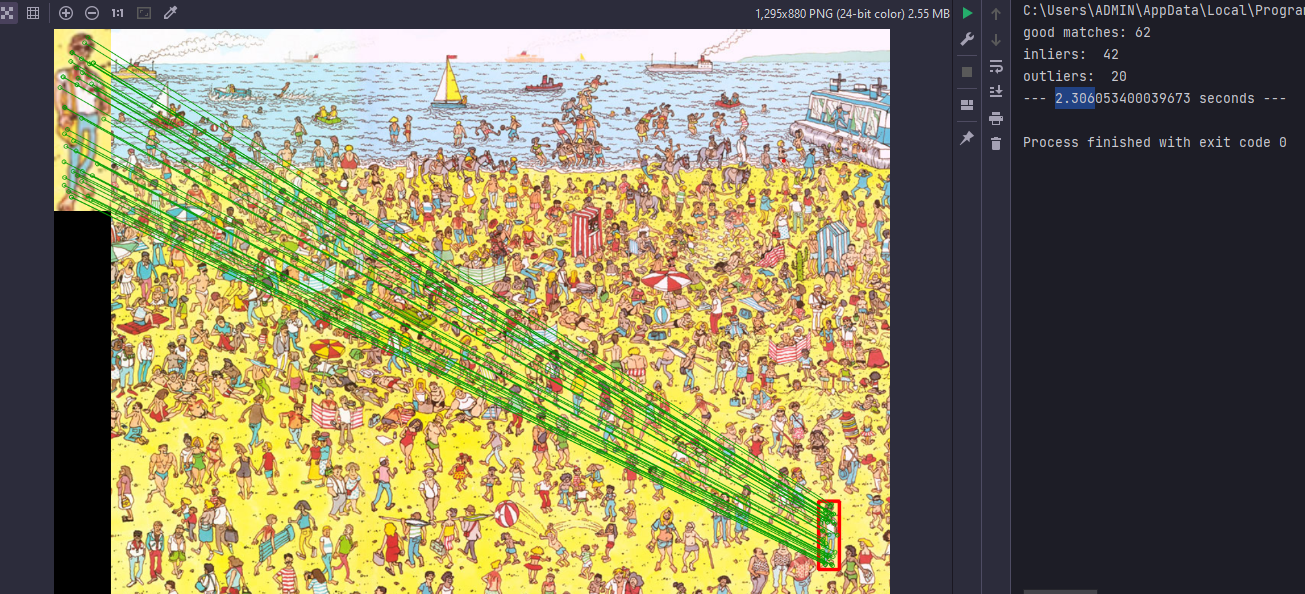 1:1
1,295x880 PNG (24-bit color) 2.55 MB
C:\Users\ADMIN\AppData\Local\Progra
good matches: 62
inliers:  42
outliers:  20
--- 2.306053400039673 seconds ---
Process finished with exit code 0